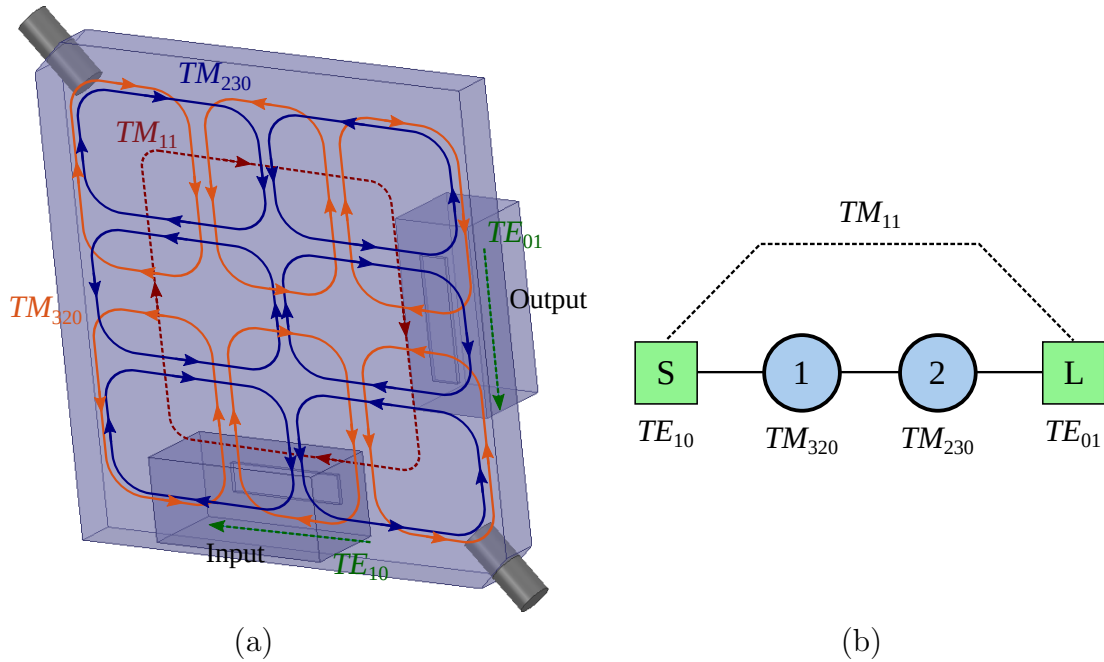 TM230
TM11
TE01
TM320
Output
Input
TE10
(a)
TM11
S
1
2
L
TE10
TM320
TM230
TE01
(b)